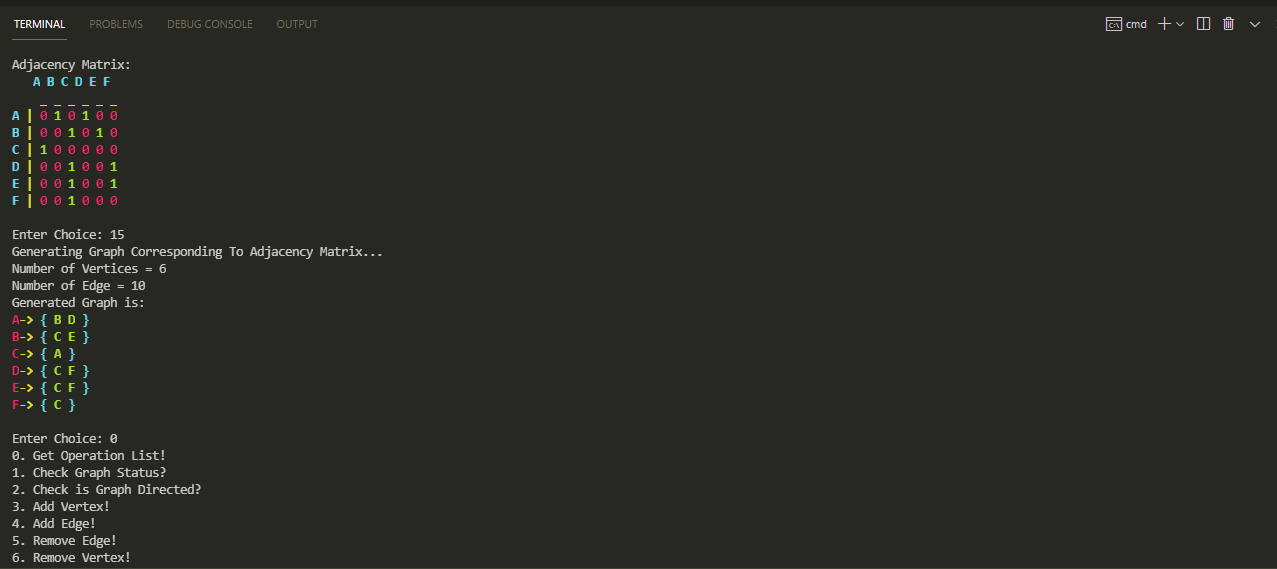 TERMINAL PROBLEMS DEBUG CONSOLE OUTPUT cmd
Adjacency Matrix:
A B C D E F
_ _ _ _ _ _
A | 0 1 0 1 0 0
B | 0 0 1 0 1 0
C | 1 0 0 0 0 0
D | 0 0 1 0 0 1
E | 0 0 1 0 0 1
F | 0 0 1 0 0 0
Enter Choice: 15
Generating Graph Corresponding To Adjacency Matrix...
Number of Vertices = 6
Number of Edge = 10
Generated Graph is:
A-> { B D }
B-> { C E }
C-> { A }
D-> { C F }
E-> { C F }
F-> { C }
Enter Choice: 0
0. Get Operation List!
1. Check Graph Status?
2. Check is Graph Directed?
3. Add Vertex!
4. Add Edge!
5. Remove Edge!
6. Remove Vertex!